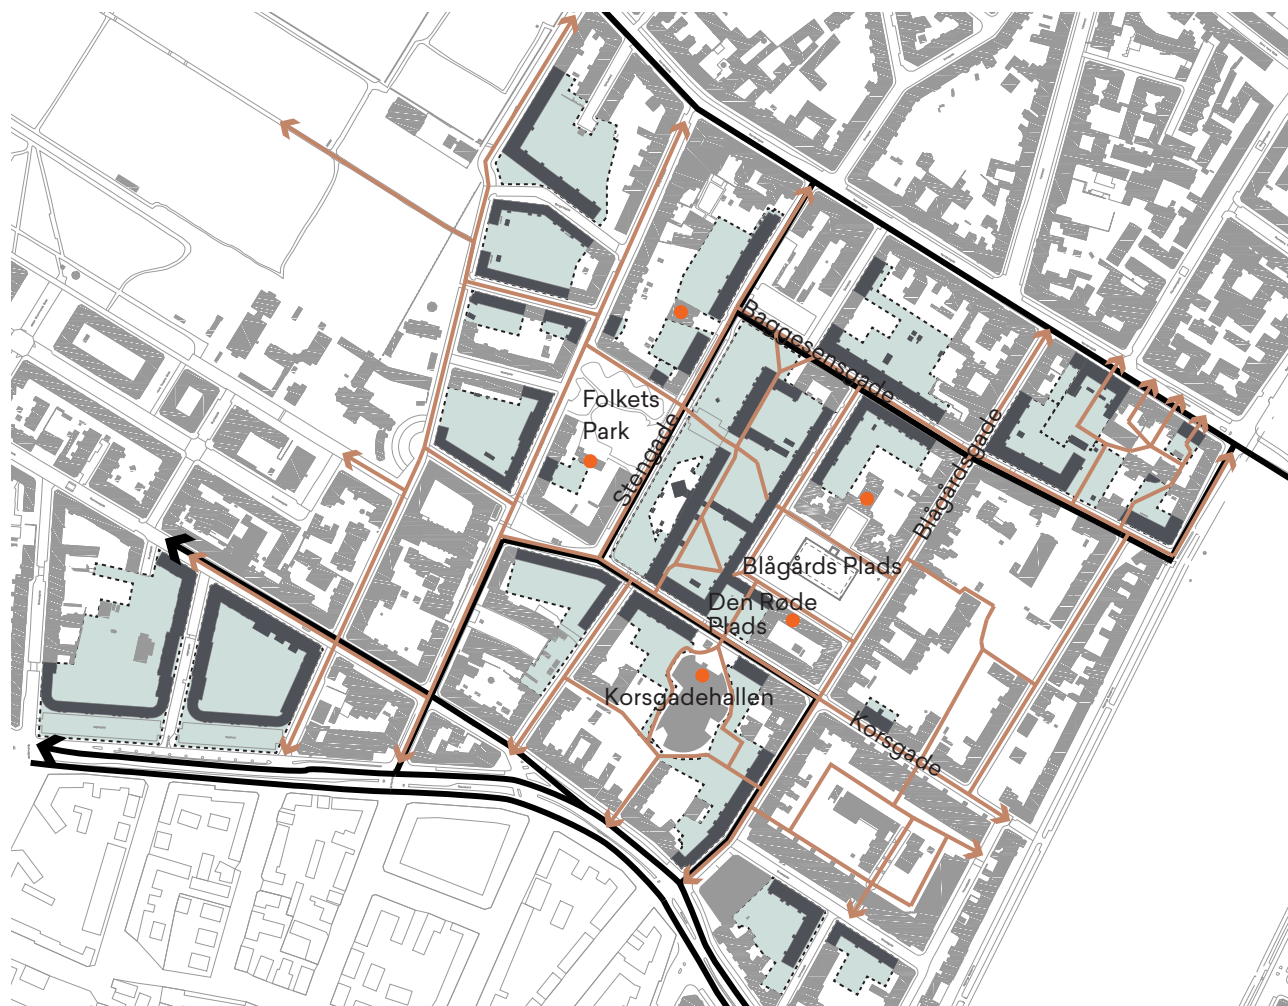 Baggesensgade
Folkets
Park
Stengade
Blågårdsgade
Blågårds Plads
Den Røde
Plads
Korsgadehallen
Korsgade